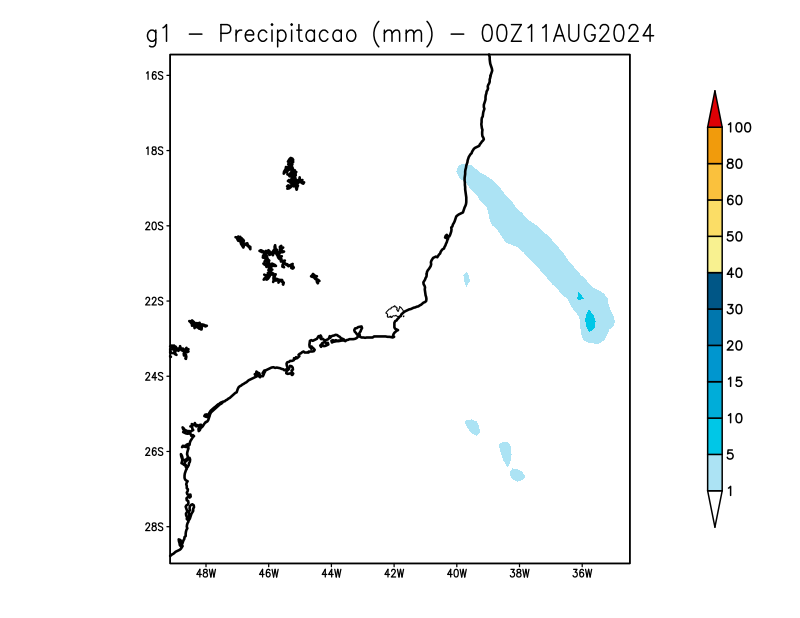 g1 – Precipitacao (mm) – 00Z11AUG2024
16S
18S
20S
22S
24S
26S
28S
48W 46W 44W 42W 40W 38W 36W
100
80
60
50
40
30
20
15
10
5
1